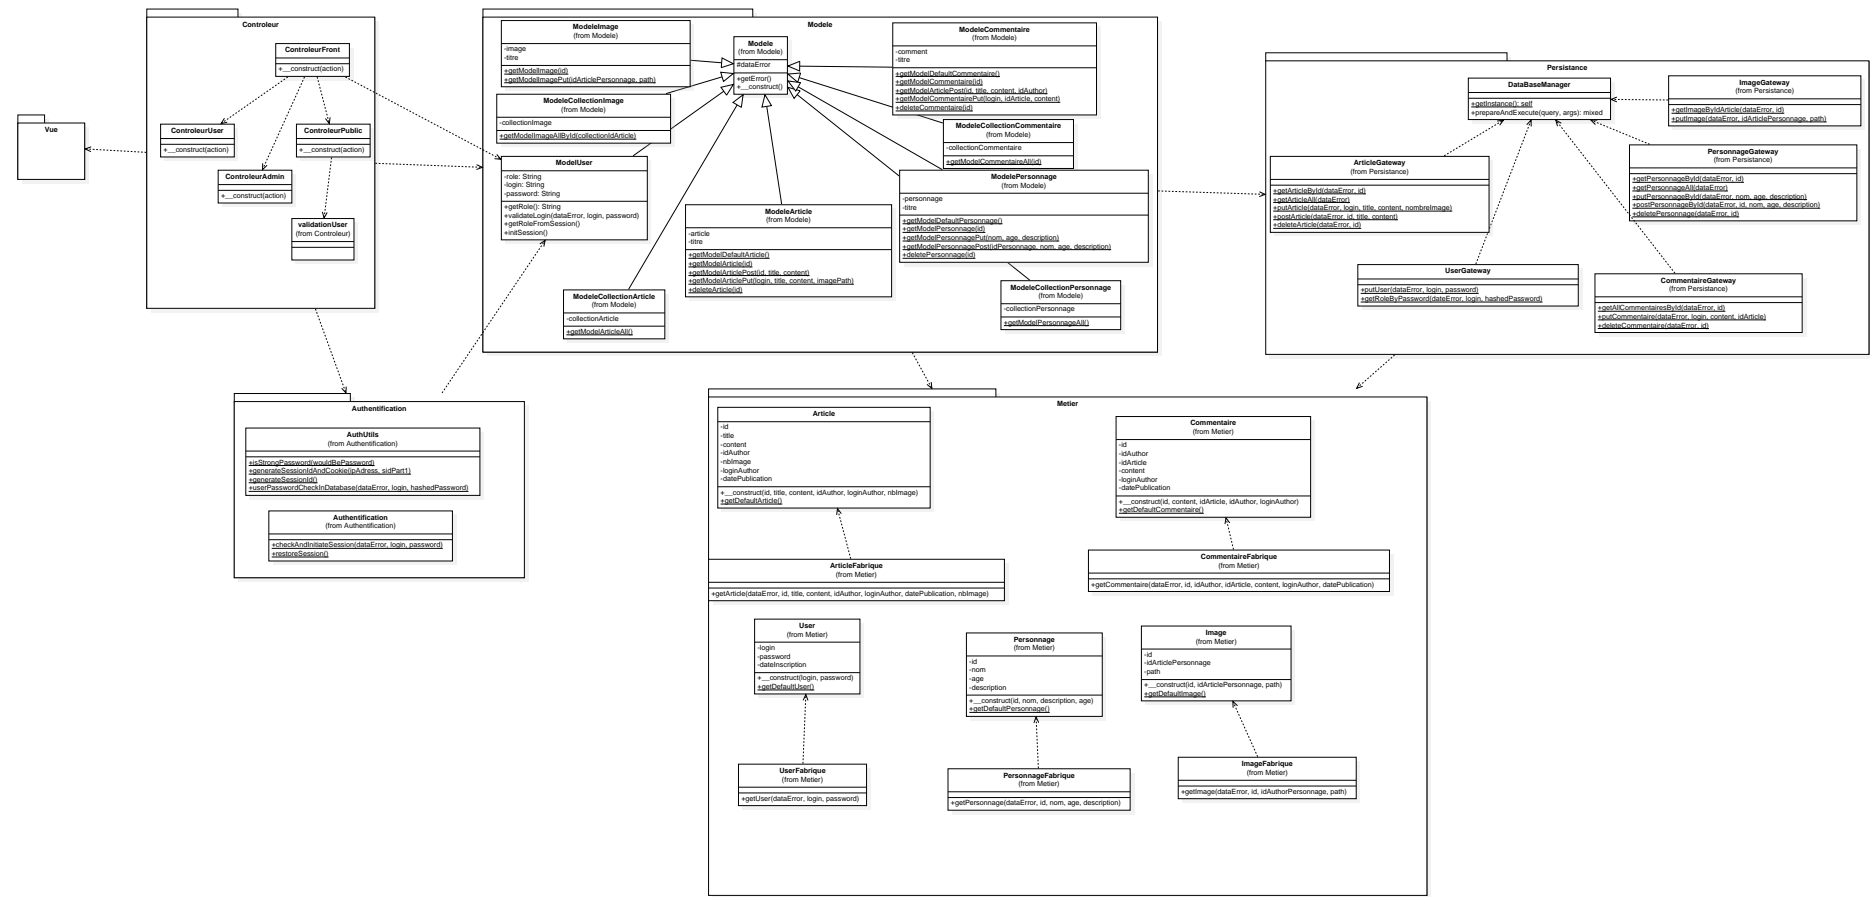 Vue
Controleur
ControleurFront
+__construct(action)
ControleurUser
+__construct(action)
ControleurPublic
+__construct(action)
ControleurAdmin
+__construct(action)
validationUser
(from Controleur)
Modele
ModeleImage
(from Modele)
-image
-titre
+getModelImage(id)
+getModelImagePut(idArticlePersonnage, path)
Modele
(from Modele)
#dataError
+getError()
+__construct()
ModeleCommentaire
(from Modele)
-comment
-titre
+getModelDefaultCommentaire()
+getModelCommentaire(id)
+getModelArticlePost(id, title, content, idAuthor)
+getModelCommentairePut(login, idArticle, content)
+deleteCommentaire(id)
ModeleCollectionImage
(from Modele)
-collectionImage
+getModelImageAllById(collectionIdArticle)
ModeleCollectionCommentaire
(from Modele)
-collectionCommentaire
+getModelCommentaireAll(id)
ModelUser
-role: String
-login: String
-password: String
+getRole(): String
+validateLogin(dataError, login, password)
+getRoleFromSession()
+initSession()
ModelePersonnage
(from Modele)
-personnage
-titre
+getModelDefaultPersonnage()
+getModelPersonnage(id)
+getModelPersonnagePut(nom, age, description)
+getModelPersonnagePost(idPersonnage, nom, age, description)
+deletePersonnage(id)
ModeleArticle
(from Modele)
-article
-titre
+getModelDefaultArticle()
+getModelArticle(id)
+getModelArticlePost(id, title, content)
+getModelArticlePut(login, title, content, imagePath)
+deleteArticle(id)
ModeleCollectionArticle
(from Modele)
-collectionArticle
+getModelArticleAll()
ModeleCollectionPersonnage
(from Modele)
-collectionPersonnage
+getModelPersonnageAll()
Persistance
DataBaseManager
+getInstance(): self
+prepareAndExecute(query, args): mixed
ImageGateway
(from Persistance)
+getImageByIdArticle(dataError, id)
+putImage(dataError, idArticlePersonnage, path)
ArticleGateway
(from Persistance)
+getArticleById(dataError, id)
+getArticleAll(dataError)
+putArticle(dataError, login, title, content, nombreImage)
+postArticle(dataError, id, title, content)
+deleteArticle(dataError, id)
PersonnageGateway
(from Persistance)
+getPersonnageById(dataError, id)
+getPersonnageAll(dataError)
+putPersonnageById(dataError, nom, age, description)
+postPersonnageById(dataError, id, nom, age, description)
+deletePersonnage(dataError, id)
UserGateway
+putUser(dataError, login, password)
+getRoleByPassword(dateError, login, hashedPassword)
CommentaireGateway
(from Persistance)
+getAllCommentairesById(dataError, id)
+putCommentaire(dataError, login, content, idArticle)
+deleteCommentaire(dataError, id)
Authentification
AuthUtils
(from Authentification)
+isStrongPassword(wouldBePassword)
+generateSessionIdAndCookie(ipAdress, sidPart1)
+generateSessionId()
+userPasswordCheckInDatabase(dataError, login, hashedPassword)
Authentification
(from Authentification)
+checkAndInitiateSession(dataError, login, password)
+restoreSession()
Metier
Article
-id
-title
-content
-idAuthor
-nbImage
-loginAuthor
-datePublication
+__construct(id, title, content, idAuthor, loginAuthor, nbImage)
+getDefaultArticle()
Commentaire
(from Metier)
-id
-idAuthor
-idArticle
-content
-loginAuthor
-datePublication
+__construct(id, content, idArticle, idAuthor, loginAuthor)
+getDefaultCommentaire()
ArticleFabrique
(from Metier)
+getArticle(dataError, id, title, content, idAuthor, loginAuthor, datePublication, nbImage)
CommentaireFabrique
(from Metier)
+getCommentaire(dataError, id, idAuthor, idArticle, content, loginAuthor, datePublication)
User
(from Metier)
-login
-password
-dateInscription
+__construct(login, password)
+getDefaultUser()
Personnage
(from Metier)
-id
-nom
-age
-description
+__construct(id, nom, description, age)
+getDefaultPersonnage()
Image
(from Metier)
-id
-idArticlePersonnage
-path
+__construct(id, idArticlePersonnage, path)
+getDefaultImage()
UserFabrique
(from Metier)
+getUser(dataError, login, password)
PersonnageFabrique
(from Metier)
+getPersonnage(dataError, id, nom, age, description)
ImageFabrique
(from Metier)
+getImage(dataError, id, idAuthorPersonnage, path)